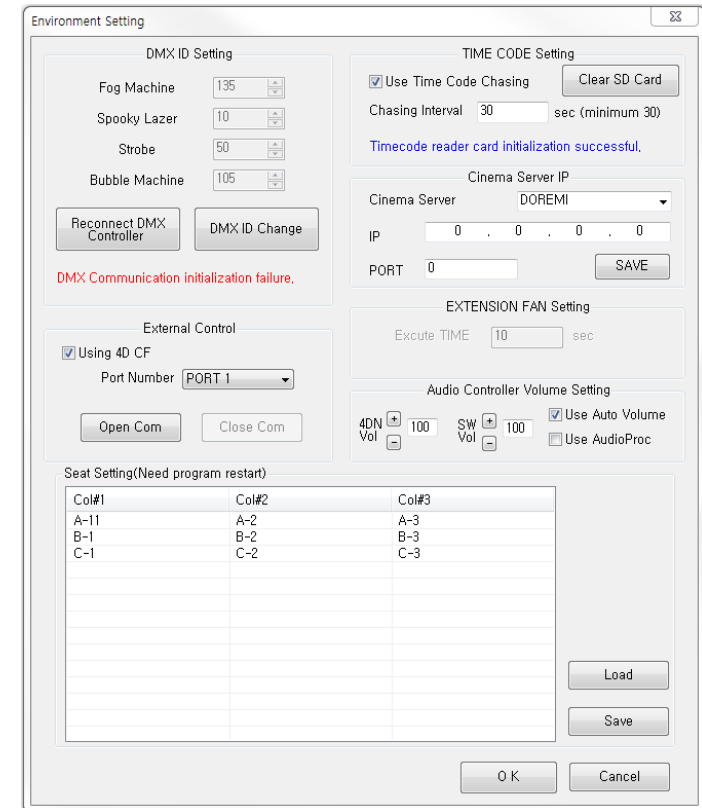 Environment Setting
DMX ID Setting
Fog Machine 135
Spooky Lazer 10
Strobe 50
Bubble Machine 105
Reconnect DMX
Controller
DMX ID Change
DMX Communication initialization failure,
External Control
Using 4D CF
Port Number PORT 1
Open Com Close Com
TIME CODE Setting
Use Time Code Chasing Clear SD Card
Chasing Interval 30 sec (minimum 30)
Timecode reader card initialization successful,
Cinema Server IP
Cinema Server DOREMI
IP 0 . 0 . 0 . 0
PORT 0 SAVE
EXTENSION FAN Setting
Excute TIME 10 sec
Audio Controller Volume Setting
4DN
Vol
+
-
100
SW
Vol
+
-
100
Use Auto Volume
Use AudioProc
Seat Setting(Need program restart)
Col#1 Col#2 Col#3
A-11 A-2 A-3
B-1 B-2 B-3
C-1 C-2 C-3
Load
Save
O K Cancel